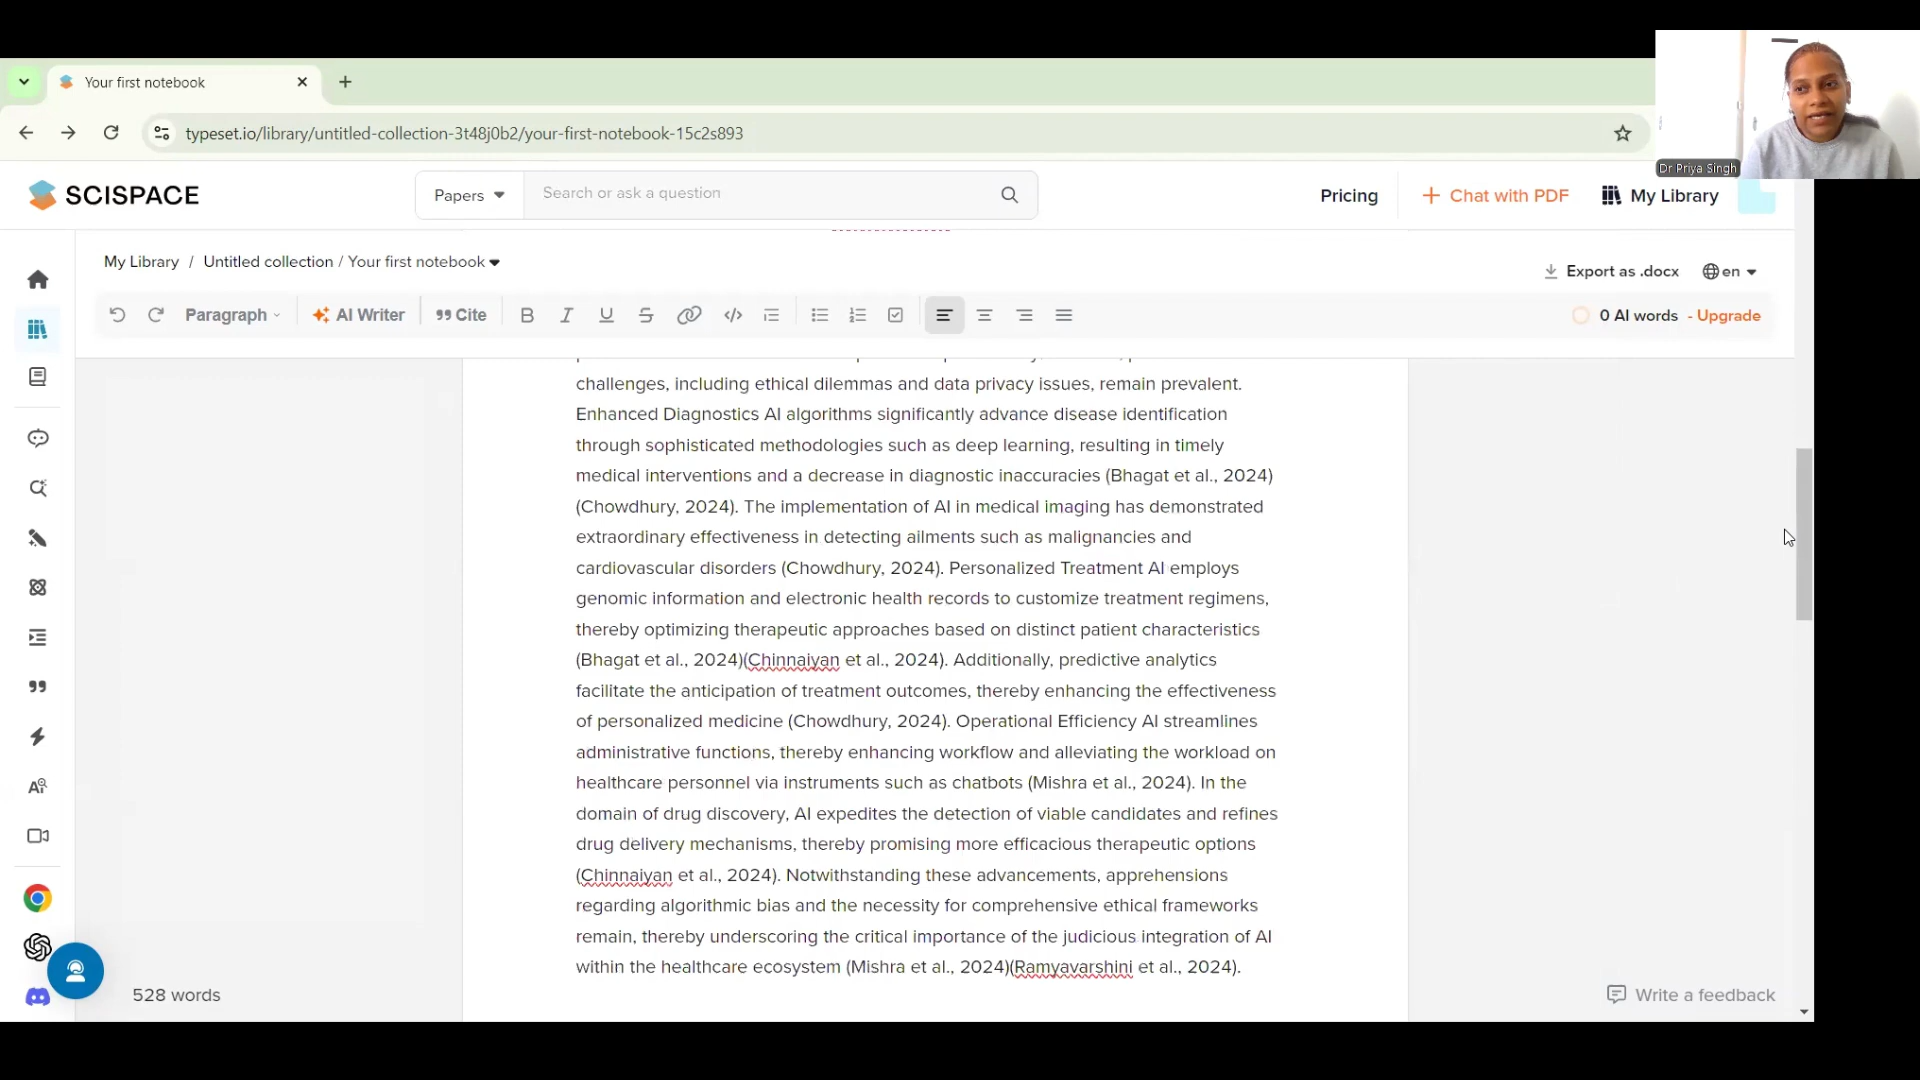 Your first notebook
typeset.io/library/untitled-collection-3t48j0b2/your-first-notebook-15c2s893
Dr Priya Singh
SCISPACE
Papers
Search or ask a question
Pricing
Chat with PDF
My Library
My Library / Untitled collection / Your first notebook
Export as .docx
en
Paragraph
AI Writer
Cite
0 AI words - Upgrade
challenges, including ethical dilemmas and data privacy issues, remain prevalent.
Enhanced Diagnostics AI algorithms significantly advance disease identification
through sophisticated methodologies such as deep learning, resulting in timely
medical interventions and a decrease in diagnostic inaccuracies (Bhagat et al., 2024)
(Chowdhury, 2024). The implementation of AI in medical imaging has demonstrated
extraordinary effectiveness in detecting ailments such as malignancies and
cardiovascular disorders (Chowdhury, 2024). Personalized Treatment AI employs
genomic information and electronic health records to customize treatment regimens,
thereby optimizing therapeutic approaches based on distinct patient characteristics
(Bhagat et al., 2024)(Chinnaiyan et al., 2024). Additionally, predictive analytics
facilitate the anticipation of treatment outcomes, thereby enhancing the effectiveness
of personalized medicine (Chowdhury, 2024). Operational Efficiency AI streamlines
administrative functions, thereby enhancing workflow and alleviating the workload on
healthcare personnel via instruments such as chatbots (Mishra et al., 2024). In the
domain of drug discovery, AI expedites the detection of viable candidates and refines
drug delivery mechanisms, thereby promising more efficacious therapeutic options
(Chinnaiyan et al., 2024). Notwithstanding these advancements, apprehensions
regarding algorithmic bias and the necessity for comprehensive ethical frameworks
remain, thereby underscoring the critical importance of the judicious integration of AI
within the healthcare ecosystem (Mishra et al., 2024)(Ramyavarshini et al., 2024).
528 words
Write a feedback